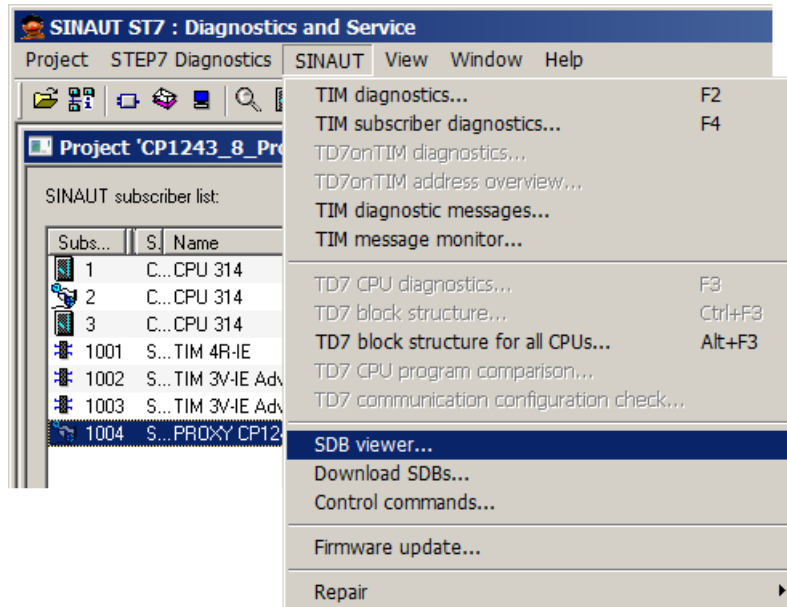 SINAUT ST7 : Diagnostics and Service
Project STEP7 Diagnostics SINAUT View Window Help
Project 'CP1243_8_Pro
SINAUT subscriber list:
Subs... S. Name
1 C... CPU 314
2 C... CPU 314
3 C... CPU 314
1001 S... TIM 4R-IE
1002 S... TIM 3V-IE Adv
1003 S... TIM 3V-IE Adv
1004 S... PROXY CP12
TIM diagnostics... F2
TIM subscriber diagnostics... F4
TD7onTIM diagnostics...
TD7onTIM address overview...
TIM diagnostic messages...
TIM message monitor...
TD7 CPU diagnostics... F3
TD7 block structure... Ctrl+F3
TD7 block structure for all CPUs... Alt+F3
TD7 CPU program comparison...
TD7 communication configuration check...
SDB viewer...
Download SDBs...
Control commands...
Firmware update...
Repair